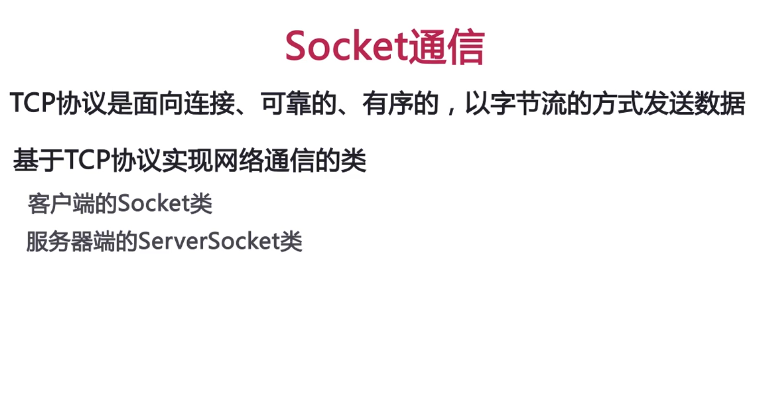 Socket通信
TCP协议是面向连接、可靠的、有序的，以字节流的方式发送数据
基于TCP协议实现网络通信的类
客户端的Socket类
服务器端的ServerSocket类